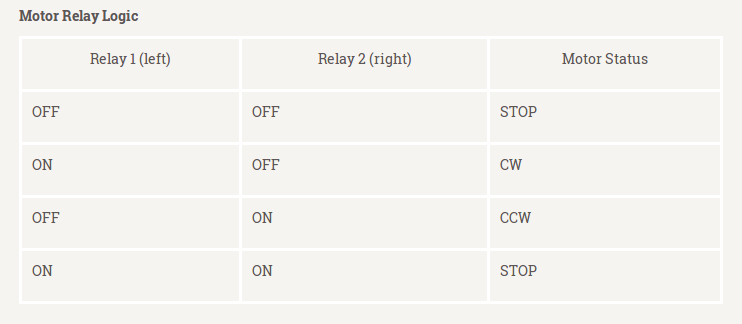 Motor Relay Logic
Relay 1 (left) Relay 2 (right) Motor Status
OFF OFF STOP
ON OFF CW
OFF ON CCW
ON ON STOP